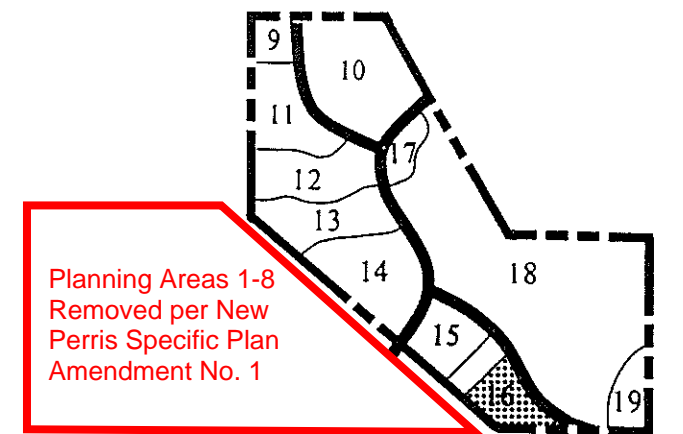 9
10
11
17
12
13
14
18
15
16
19
Planning Areas 1-8
Removed per New
Perris Specific Plan
Amendment No. 1